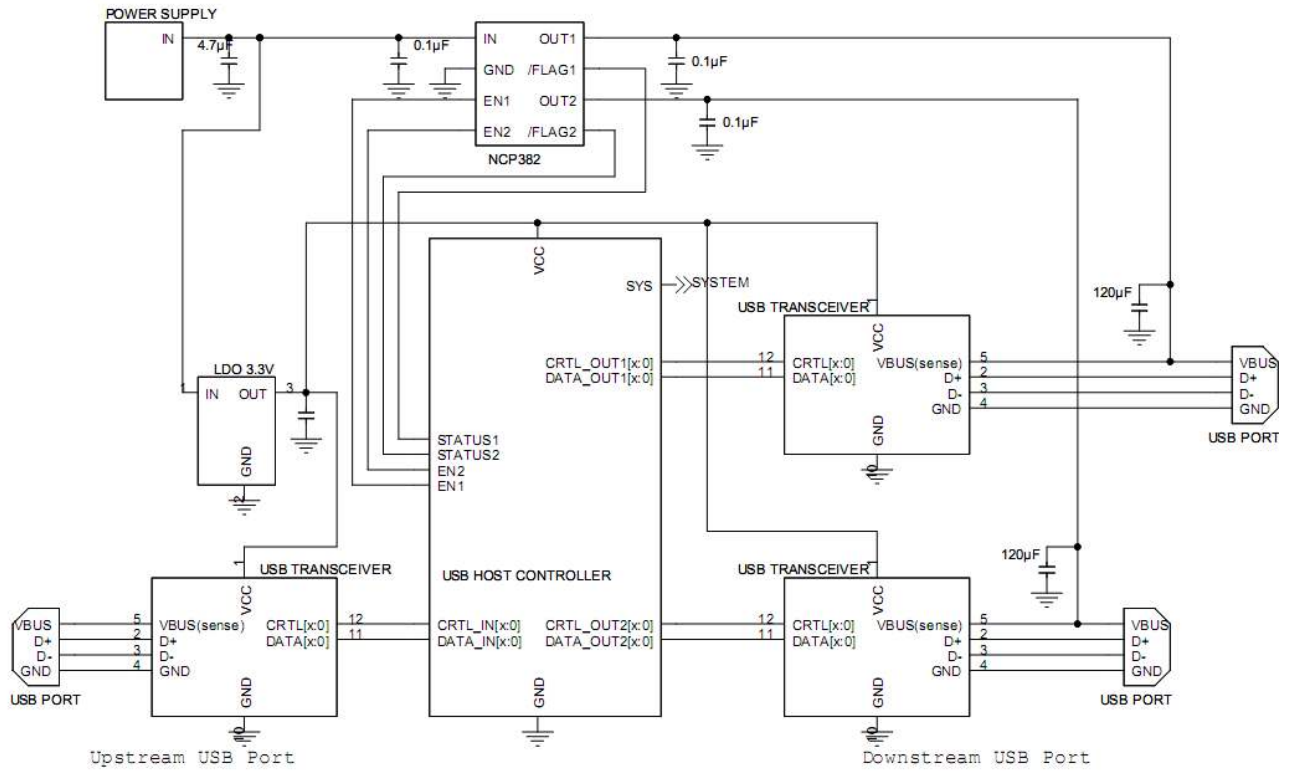 POWER SUPPLY
IN
4.7µF
0.1µF
IN
OUT1
GND
/FLAG1
EN1
OUT2
EN2
/FLAG2
NCP382
0.1µF
0.1µF
VCC
SYS
SYSTEM
120µF
USB TRANSCEIVER
1
VCC
CRTL_OUT1[x:0]
12
CRTL[x:0]
VBUS(sense)
5
VBUS
DATA_OUT1[x:0]
11
DATA[x:0]
D+
2
D+
D-
3
D-
GND
4
GND
USB PORT
GND
10
LDO 3.3V
1
IN
OUT
3
GND
2
STATUS1
STATUS2
EN2
EN1
120µF
1
USB TRANSCEIVER
USB HOST CONTROLLER
USB TRANSCEIVER
1
VCC
VCC
VBUS
5
VBUS(sense)
CRTL[x:0]
12
CRTL_IN[x:0]
CRTL_OUT2[x:0]
12
CRTL[x:0]
VBUS(sense)
5
VBUS
D+
2
D+
DATA[x:0]
11
DATA_IN[x:0]
DATA_OUT2[x:0]
11
DATA[x:0]
D+
2
D+
D-
3
D-
D-
3
D-
GND
4
GND
GND
4
GND
USB PORT
USB PORT
GND
GND
GND
10
10
Upstream USB Port
Downstream USB Port